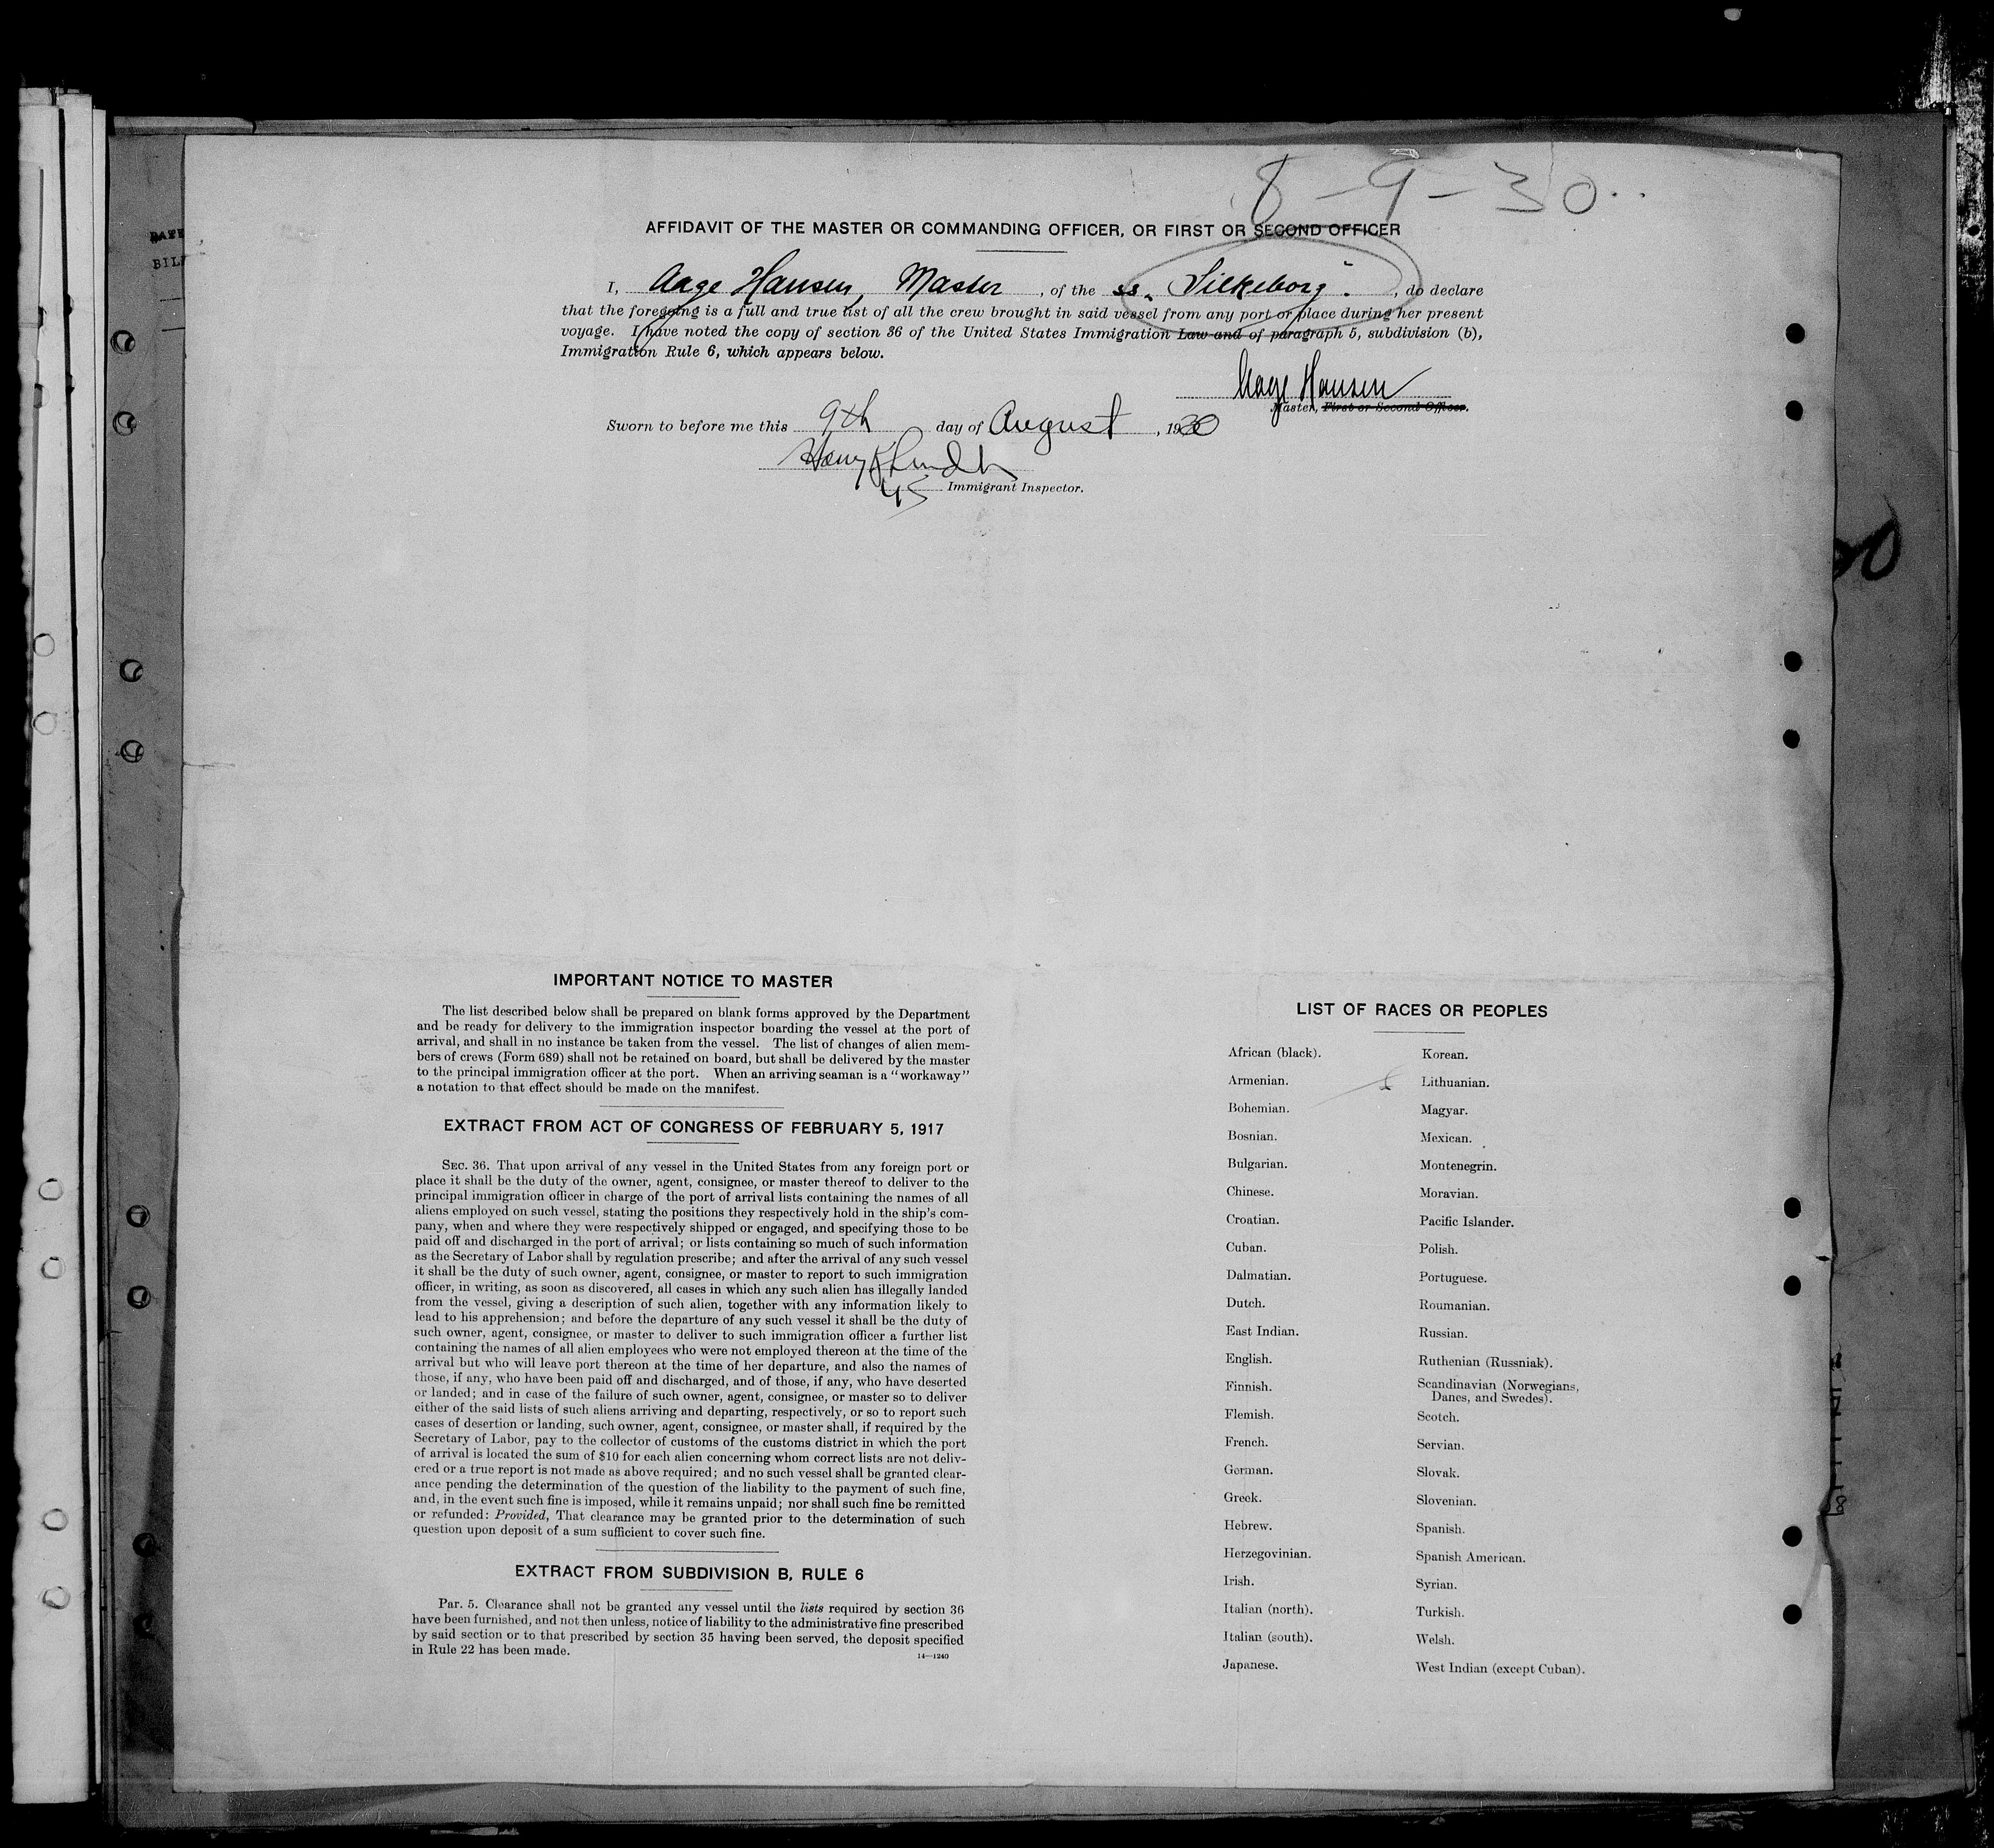 8-9-30
AFFIDAVIT OF THE MASTER OR COMMANDING OFFICER, OR FIRST OR SECOND OFFICER
I, Aage Hansen, Master, of the ss. "Silkeborg", do declare
that the foregoing is a full and true list of all the crew brought in said vessel from any port or place during her present
voyage. I have noted the copy of section 36 of the United States Immigration Law and of paragraph 5, subdivision (b),
Immigration Rule 6, which appears below.
Aage Hansen
Master, First or Second Officer.
Sworn to before me this 9th day of August, 1930
Immigrant Inspector.
DATE
BILL
IMPORTANT NOTICE TO MASTER
The list described below shall be prepared on blank forms approved by the Department
and be ready for delivery to the immigration inspector boarding the vessel at the port of
arrival, and shall in no instance be taken from the vessel. The list of changes of alien mem-
bers of crews (Form 689) shall not be retained on board, but shall be delivered by the master
to the principal immigration officer at the port. When an arriving seaman is a "workaway"
a notation to that effect should be made on the manifest.
EXTRACT FROM ACT OF CONGRESS OF FEBRUARY 5, 1917
SEC. 36. That upon arrival of any vessel in the United States from any foreign port or
place it shall be the duty of the owner, agent, consignee, or master thereof to deliver to the
principal immigration officer in charge of the port of arrival lists containing the names of all
aliens employed on such vessel, stating the positions they respectively hold in the ship's com-
pany, when and where they were respectively shipped or engaged, and specifying those to be
paid off and discharged in the port of arrival; or lists containing so much of such information
as the Secretary of Labor shall by regulation prescribe; and after the arrival of any such vessel
it shall be the duty of such owner, agent, consignee, or master to report to such immigration
officer, in writing, as soon as discovered, all cases in which any such alien has illegally landed
from the vessel, giving a description of such alien, together with any information likely to
lead to his apprehension; and before the departure of any such vessel it shall be the duty of
such owner, agent, consignee, or master to deliver to such immigration officer a further list
containing the names of all alien employees who were not employed thereon at the time of the
arrival but who will leave port thereon at the time of her departure, and also the names of
those, if any, who have been paid off and discharged, and of those, if any, who have deserted
or landed; and in case of the failure of such owner, agent, consignee, or master so to deliver
either of the said lists of such aliens arriving and departing, respectively, or so to report such
cases of desertion or landing, such owner, agent, consignee, or master shall, if required by the
Secretary of Labor, pay to the collector of customs of the customs district in which the port
of arrival is located the sum of $10 for each alien concerning whom correct lists are not deliv-
ered or a true report is not made as above required; and no such vessel shall be granted clear-
ance pending the determination of the question of the liability to the payment of such fine,
and, in the event such fine is imposed, while it remains unpaid; nor shall such fine be remitted
or refunded: Provided, That clearance may be granted prior to the determination of such
question upon deposit of a sum sufficient to cover such fine.
EXTRACT FROM SUBDIVISION B, RULE 6
Par. 5. Clearance shall not be granted any vessel until the lists required by section 36
have been furnished, and not then unless, notice of liability to the administrative fine prescribed
by said section or to that prescribed by section 35 having been served, the deposit specified
in Rule 22 has been made.
14—1240
LIST OF RACES OR PEOPLES
African (black).
Armenian.
Bohemian.
Bosnian.
Bulgarian.
Chinese.
Croatian.
Cuban.
Dalmatian.
Dutch.
East Indian.
English.
Finnish.
Flemish.
French.
German.
Greek.
Hebrew.
Herzegovinian.
Irish.
Italian (north).
Italian (south).
Japanese.
Korean.
Lithuanian.
Magyar.
Mexican.
Montenegrin.
Moravian.
Pacific Islander.
Polish.
Portuguese.
Roumanian.
Russian.
Ruthenian (Russniak).
Scandinavian (Norwegians,
Danes, and Swedes).
Scotch.
Servian.
Slovak.
Slovenian.
Spanish.
Spanish American.
Syrian.
Turkish.
Welsh.
West Indian (except Cuban).